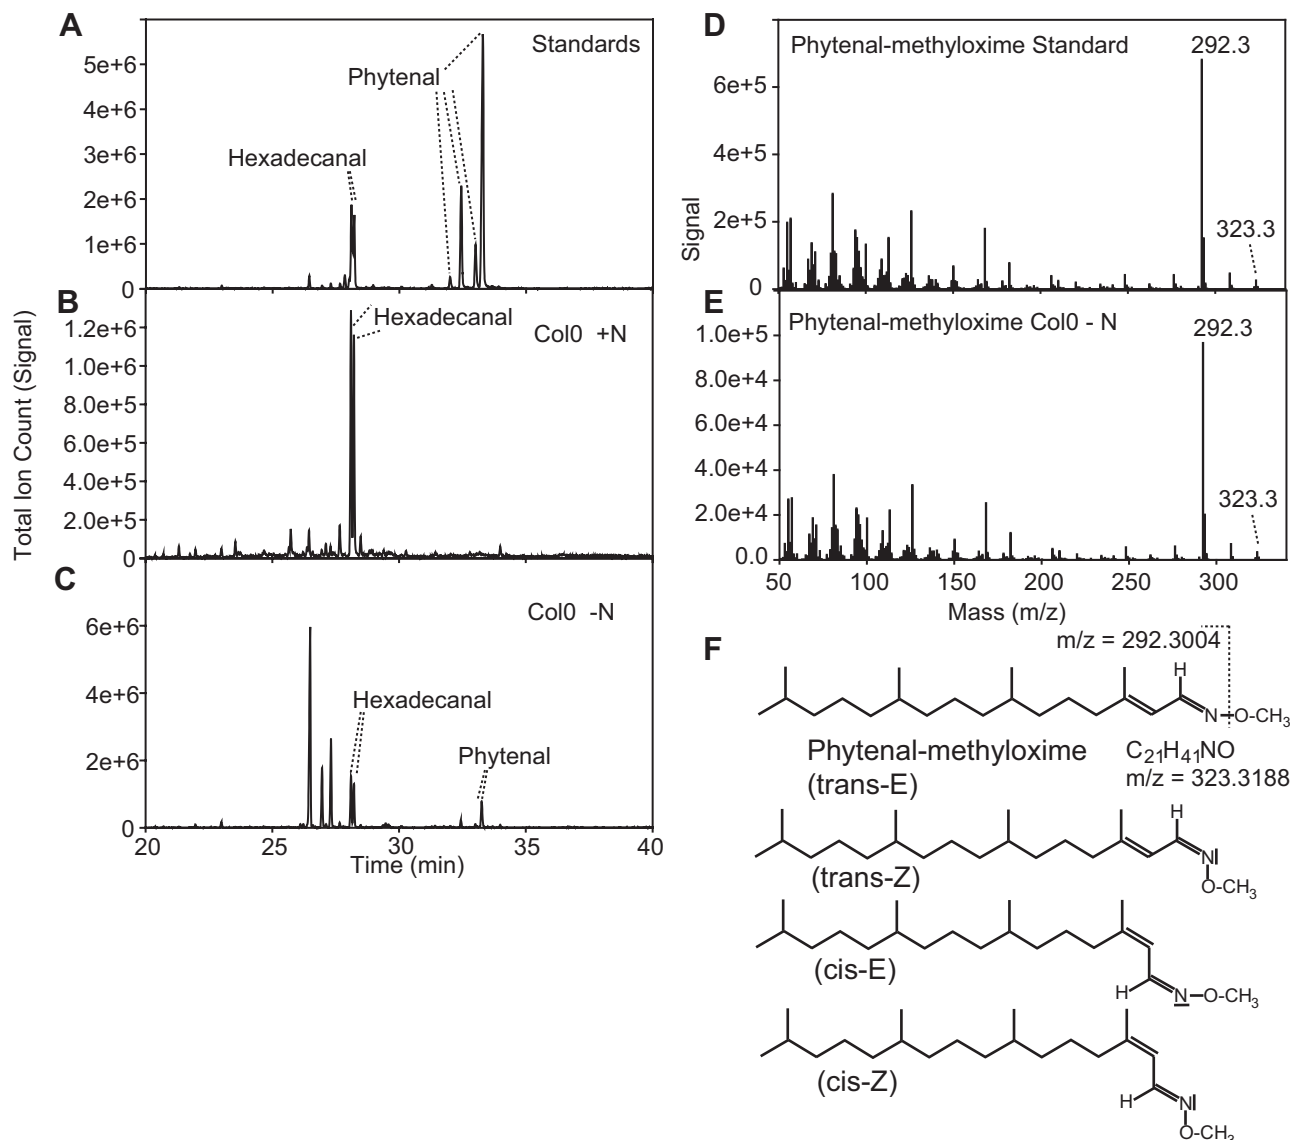 A
Standards
Phytenal
Hexadecanal
5e+6
4e+6
3e+6
2e+6
1e+6
0
B
Hexadecanal
Col0 +N
1.2e+6
1.0e+6
8.0e+5
6.0e+5
4.0e+5
2.0e+5
0
Total Ion Count (Signal)
C
Col0 -N
Hexadecanal
Phytenal
6e+6
4e+6
2e+6
0
20 25 30 35 40
Time (min)
D
Phytenal-methyloxime Standard
292.3
323.3
6e+5
4e+5
2e+5
0
Signal
E
Phytenal-methyloxime Col0 - N
292.3
323.3
1.0e+5
8.0e+4
6.0e+4
4.0e+4
2.0e+4
0.0
50 100 150 200 250 300
Mass (m/z)
F
m/z = 292.3004
H
N O-CH₃
Phytenal-methyloxime
(trans-E)
C₂₁H₄₁NO
m/z = 323.3188
H
N
O-CH₃
(trans-Z)
(cis-E)
H N O-CH₃
(cis-Z)
H N
O-CH₃